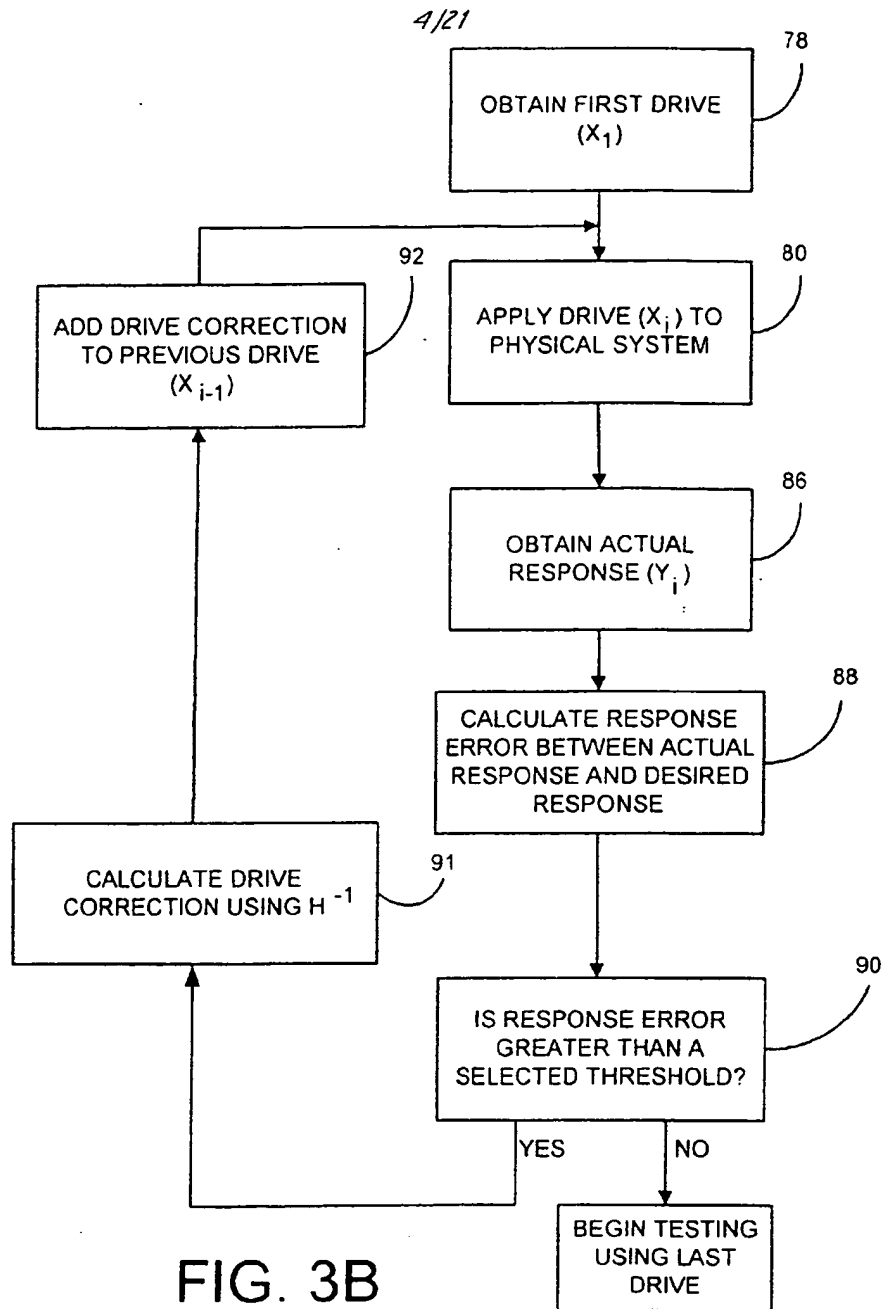 4/21
78
OBTAIN FIRST DRIVE
(X1)
92
ADD DRIVE CORRECTION
TO PREVIOUS DRIVE
(X i-1)
80
APPLY DRIVE (Xi) TO
PHYSICAL SYSTEM
86
OBTAIN ACTUAL
RESPONSE (Yi)
88
CALCULATE RESPONSE
ERROR BETWEEN ACTUAL
RESPONSE AND DESIRED
RESPONSE
91
CALCULATE DRIVE
CORRECTION USING H -1
90
IS RESPONSE ERROR
GREATER THAN A
SELECTED THRESHOLD?
YES
NO
BEGIN TESTING
USING LAST
DRIVE
FIG. 3B